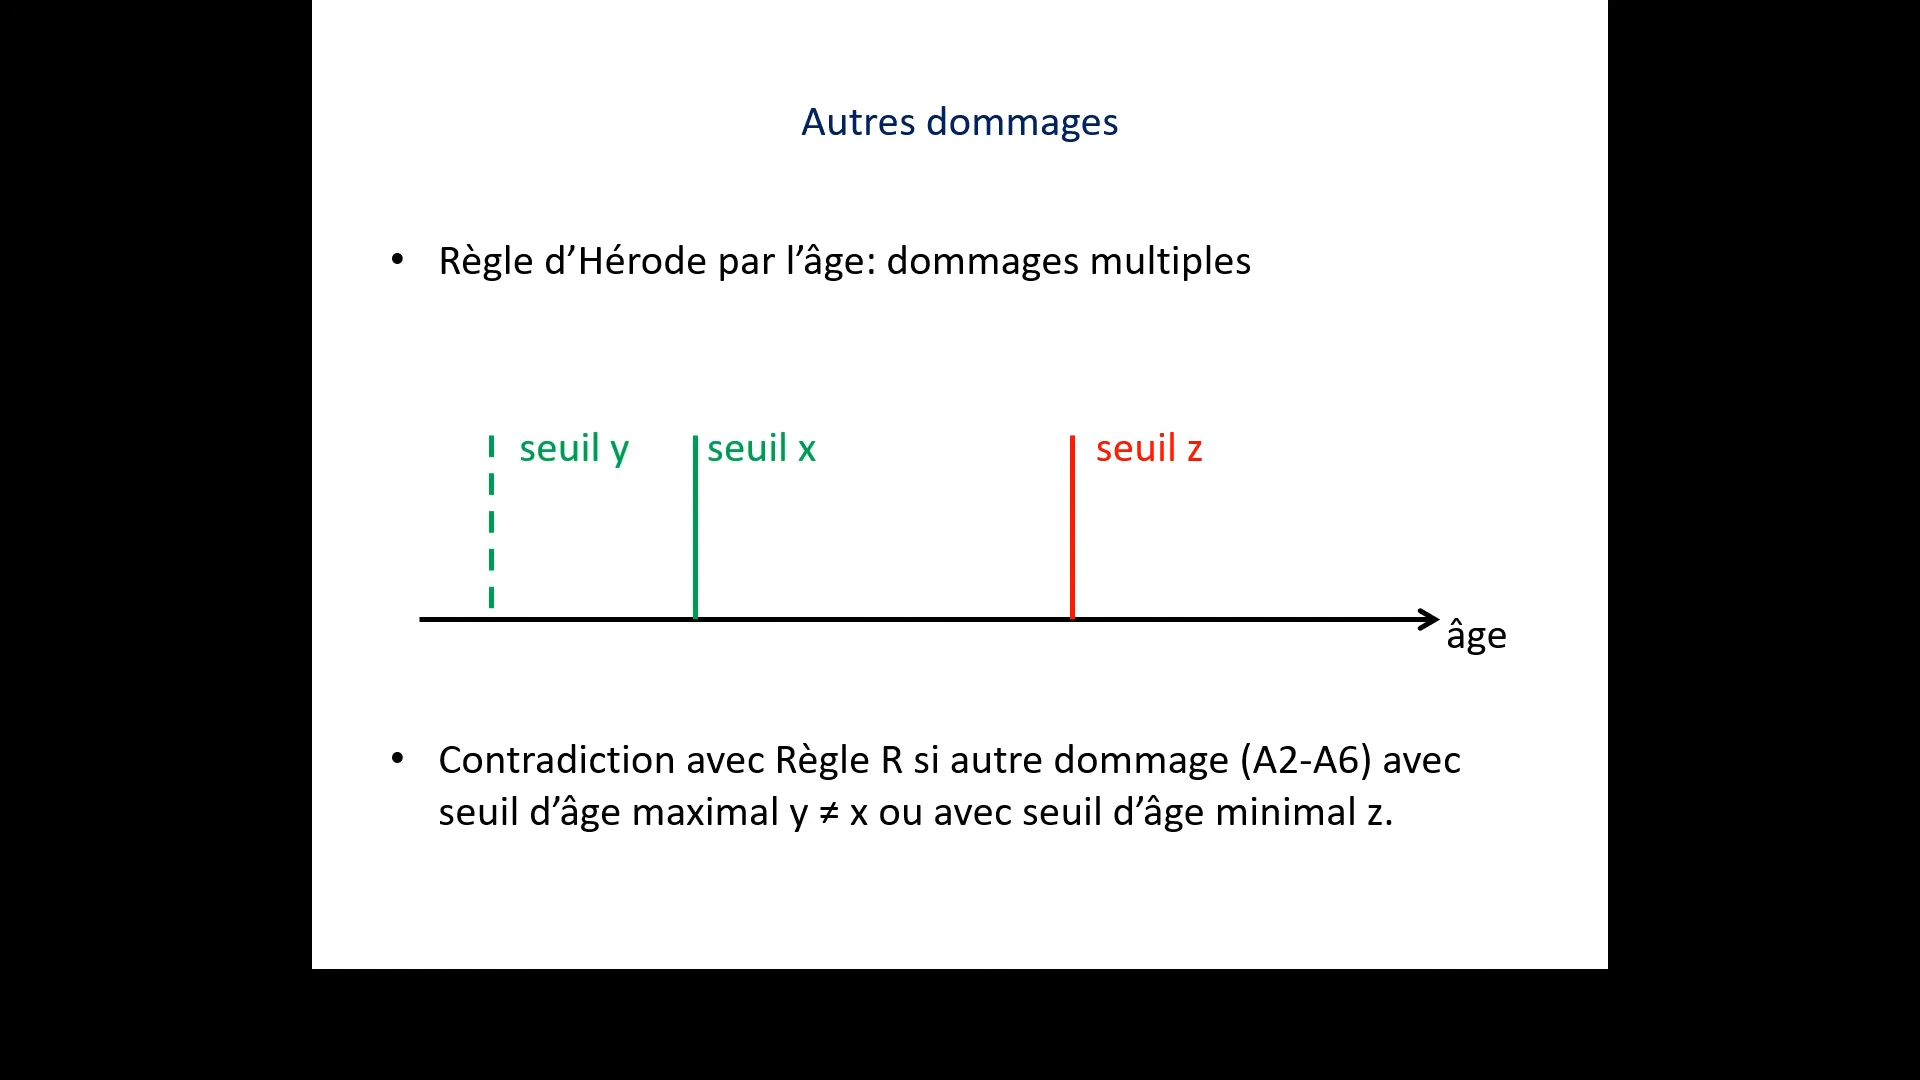 Autres dommages
• Règle d’Hérode par l’âge: dommages multiples
seuil y seuil x seuil z
âge
• Contradiction avec Règle R si autre dommage (A2-A6) avec
seuil d’âge maximal y ≠ x ou avec seuil d’âge minimal z.